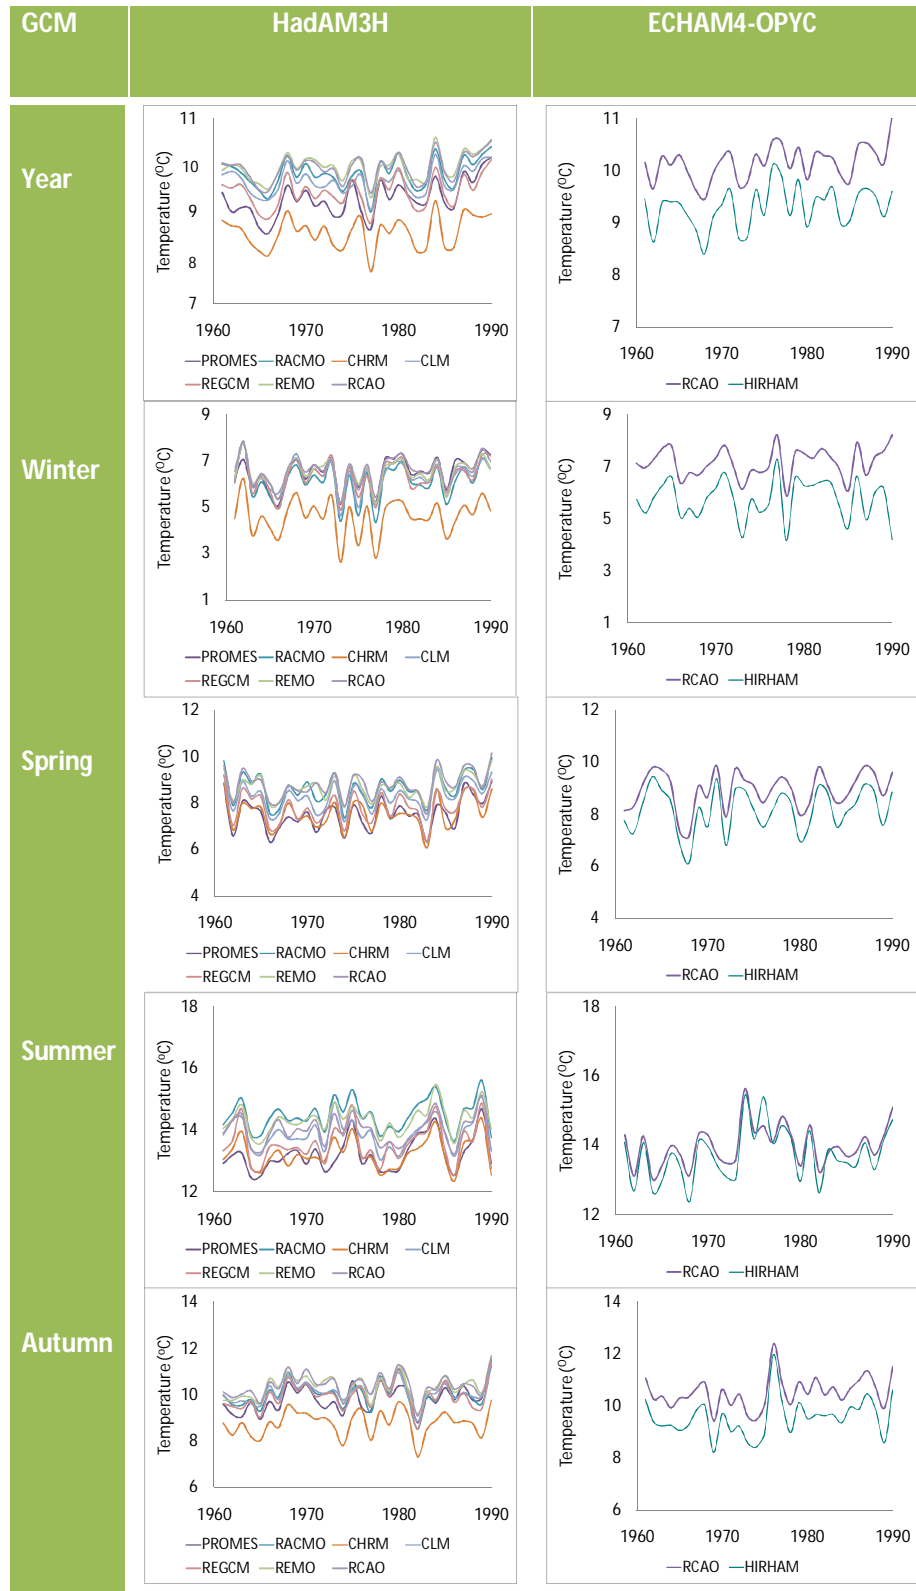 GCM HadAM3H ECHAM4-OPYC
Year
Temperature (ºC)
11
10
9
8
7
1960 1970 1980 1990
PROMES RACMO CHRM CLM
REGCM REMO RCAO
Temperature (ºC)
11
10
9
8
7
1960 1970 1980 1990
RCAO HIRHAM
Winter
Temperature (ºC)
9
7
5
3
1
1960 1970 1980 1990
PROMES RACMO CHRM CLM
REGCM REMO RCAO
Temperature (ºC)
9
7
5
3
1
1960 1970 1980 1990
RCAO HIRHAM
Spring
Temperature (ºC)
12
10
8
6
4
1960 1970 1980 1990
PROMES RACMO CHRM CLM
REGCM REMO RCAO
Temperature (ºC)
12
10
8
6
4
1960 1970 1980 1990
RCAO HIRHAM
Summer
Temperature (ºC)
18
16
14
12
1960 1970 1980 1990
PROMES RACMO CHRM CLM
REGCM REMO RCAO
Temperature (ºC)
18
16
14
12
1960 1970 1980 1990
RCAO HIRHAM
Autumn
Temperature (ºC)
14
12
10
8
6
1960 1970 1980 1990
PROMES RACMO CHRM CLM
REGCM REMO RCAO
Temperature (ºC)
14
12
10
8
6
1960 1970 1980 1990
RCAO HIRHAM